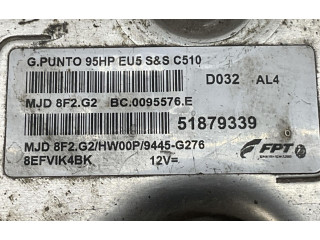 G.PUNTO 95HP EU5 S&S C510
D032 AL4
MJD 8F2.G2 BC.0095576.E
51879339
MJD 8F2.G2/HW00P/9445-G276
8EFVIK4BK 12V=
FPT